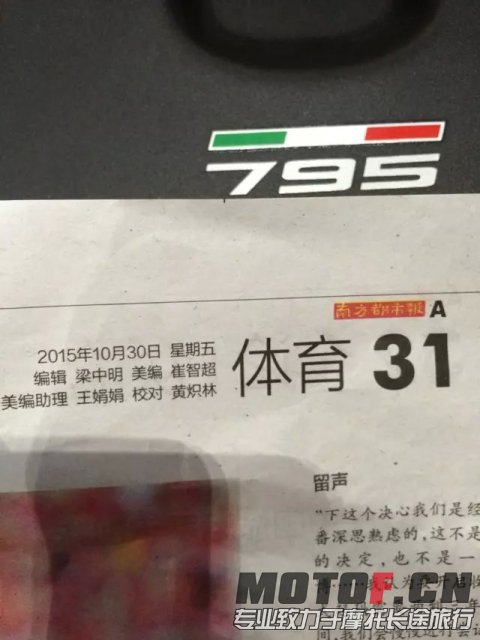 795
南方都市报 A
2015年10月30日 星期五
编辑 梁中明 美编 崔智超
美编助理 王娟娟 校对 黄炽林
体育 31
留声
“下这个决心我们是经
番深思熟虑的，这不是
的决定，也不是一
MOTOF.CN
专业致力于摩托长途旅行